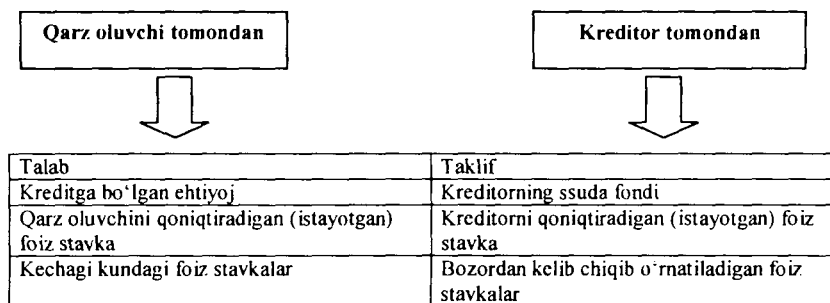 Qarz oluvchi tomondan
Kreditor tomondan
Talab
Taklif
Kreditga bo‘lgan ehtiyoj
Kreditorning ssuda fondi
Qarz oluvchini qoniqtiradigan (istayotgan)
foiz stavka
Kreditorni qoniqtiradigan (istayotgan) foiz
stavka
Kechagi kundagi foiz stavkalar
Bozordan kelib chiqib o‘rnatiladigan foiz
stavkalar